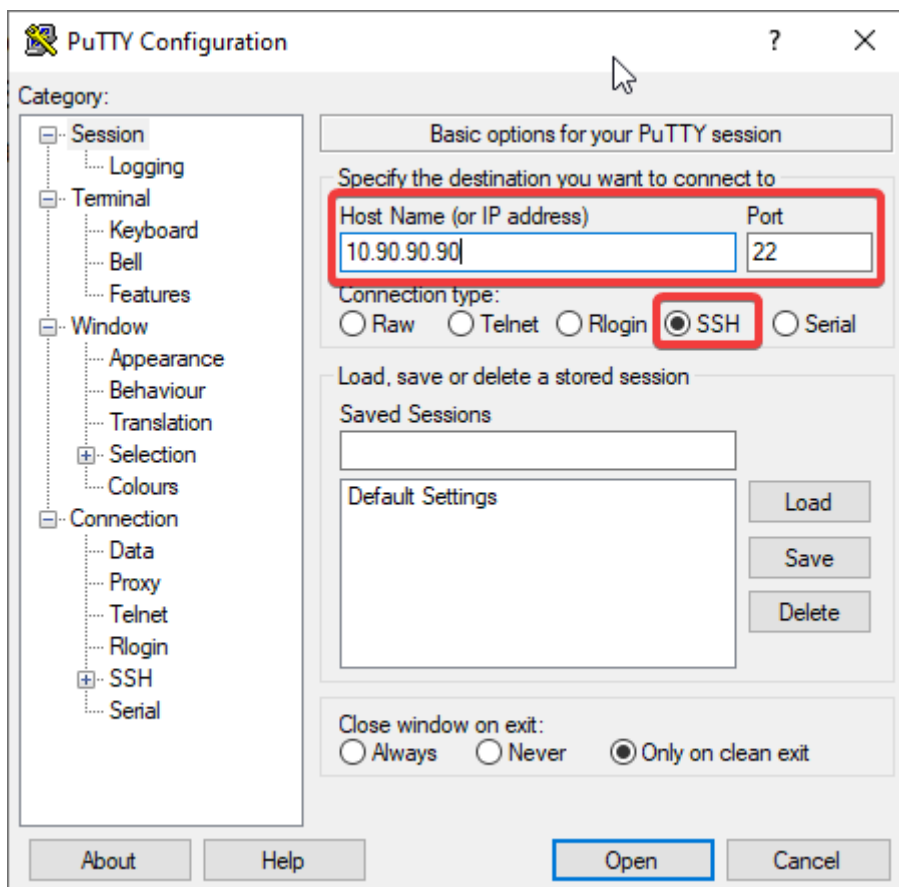 PuTTY Configuration
?
Category:
Session
Logging
Terminal
Keyboard
Bell
Features
Window
Appearance
Behaviour
Translation
Selection
Colours
Connection
Data
Proxy
Telnet
Rlogin
SSH
Serial
Basic options for your PuTTY session
Specify the destination you want to connect to
Host Name (or IP address) Port
10.90.90.90 22
Connection type:
Raw Telnet Rlogin SSH Serial
Load, save or delete a stored session
Saved Sessions
Default Settings
Load
Save
Delete
Close window on exit:
Always Never Only on clean exit
About Help Open Cancel